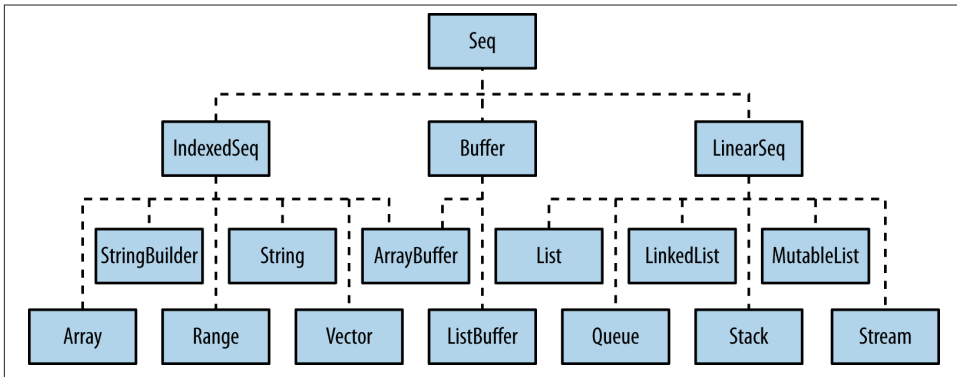 Seq
IndexedSeq
Buffer
LinearSeq
StringBuilder
String
ArrayBuffer
List
LinkedList
MutableList
Array
Range
Vector
ListBuffer
Queue
Stack
Stream